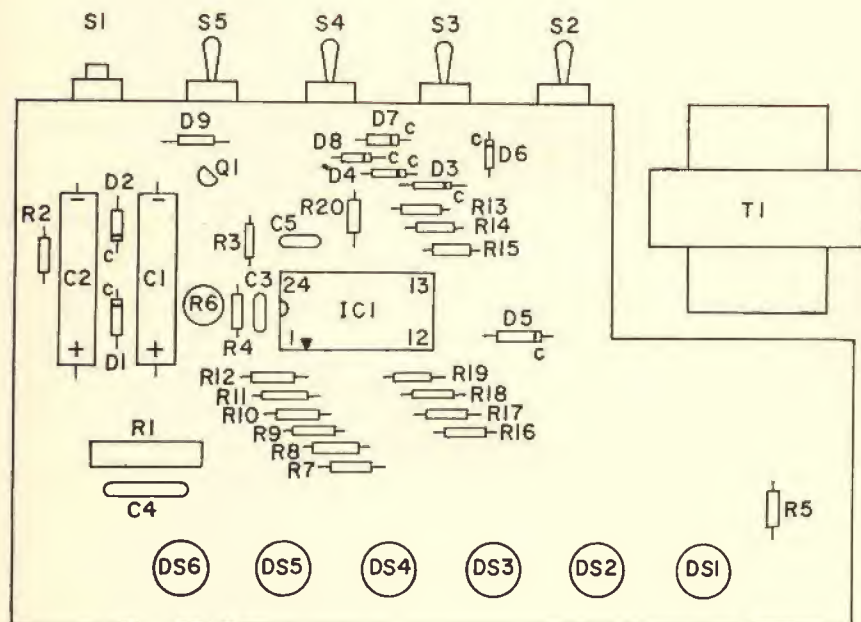 S1 S5 S4 S3 S2
D9 D7 c
D8 c c D6
Q1 D4 c D3 c
T1
R2 D2 R20 R13
R14
R3 C5 R15
- -
c
C2 c C1 R6 C3 24 13
IC1 D5
+ D1 + R4 1 12 c
R12 R19
R11 R18
R10 R17
R9 R16
R8
R7
R1
C4 R5
DS6 DS5 DS4 DS3 DS2 DS1